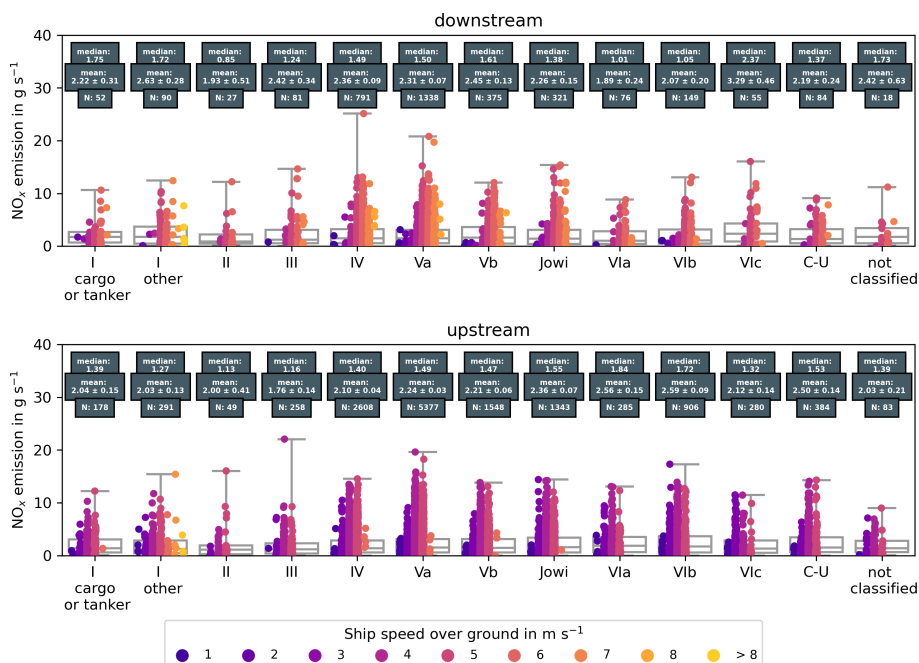 downstream
NOx emission in g s⁻¹
40
30
20
10
0
median: 1.75
mean: 2.22 ± 0.31
N: 52
median: 1.72
mean: 2.63 ± 0.28
N: 90
median: 0.85
mean: 1.93 ± 0.51
N: 27
median: 1.24
mean: 2.42 ± 0.34
N: 81
median: 1.49
mean: 2.36 ± 0.09
N: 791
median: 1.50
mean: 2.31 ± 0.07
N: 1338
median: 1.61
mean: 2.45 ± 0.13
N: 375
median: 1.38
mean: 2.26 ± 0.15
N: 321
median: 1.01
mean: 1.89 ± 0.24
N: 76
median: 1.05
mean: 2.07 ± 0.20
N: 149
median: 2.37
mean: 3.29 ± 0.46
N: 55
median: 1.37
mean: 2.19 ± 0.24
N: 84
median: 1.73
mean: 2.42 ± 0.63
N: 18
I cargo or tanker
I other
II
III
IV
Va
Vb
Jowi
VIa
VIb
VIc
C-U
not classified
upstream
NOx emission in g s⁻¹
40
30
20
10
0
median: 1.39
mean: 2.04 ± 0.15
N: 178
median: 1.27
mean: 2.03 ± 0.13
N: 291
median: 1.13
mean: 2.00 ± 0.41
N: 49
median: 1.16
mean: 1.76 ± 0.14
N: 258
median: 1.40
mean: 2.10 ± 0.04
N: 2608
median: 1.49
mean: 2.24 ± 0.03
N: 5377
median: 1.47
mean: 2.21 ± 0.06
N: 1548
median: 1.55
mean: 2.36 ± 0.07
N: 1343
median: 1.84
mean: 2.56 ± 0.15
N: 285
median: 1.72
mean: 2.59 ± 0.09
N: 906
median: 1.32
mean: 2.12 ± 0.14
N: 280
median: 1.53
mean: 2.50 ± 0.14
N: 384
median: 1.39
mean: 2.03 ± 0.21
N: 83
I cargo or tanker
I other
II
III
IV
Va
Vb
Jowi
VIa
VIb
VIc
C-U
not classified
Ship speed over ground in m s⁻¹
1 2 3 4 5 6 7 8 > 8